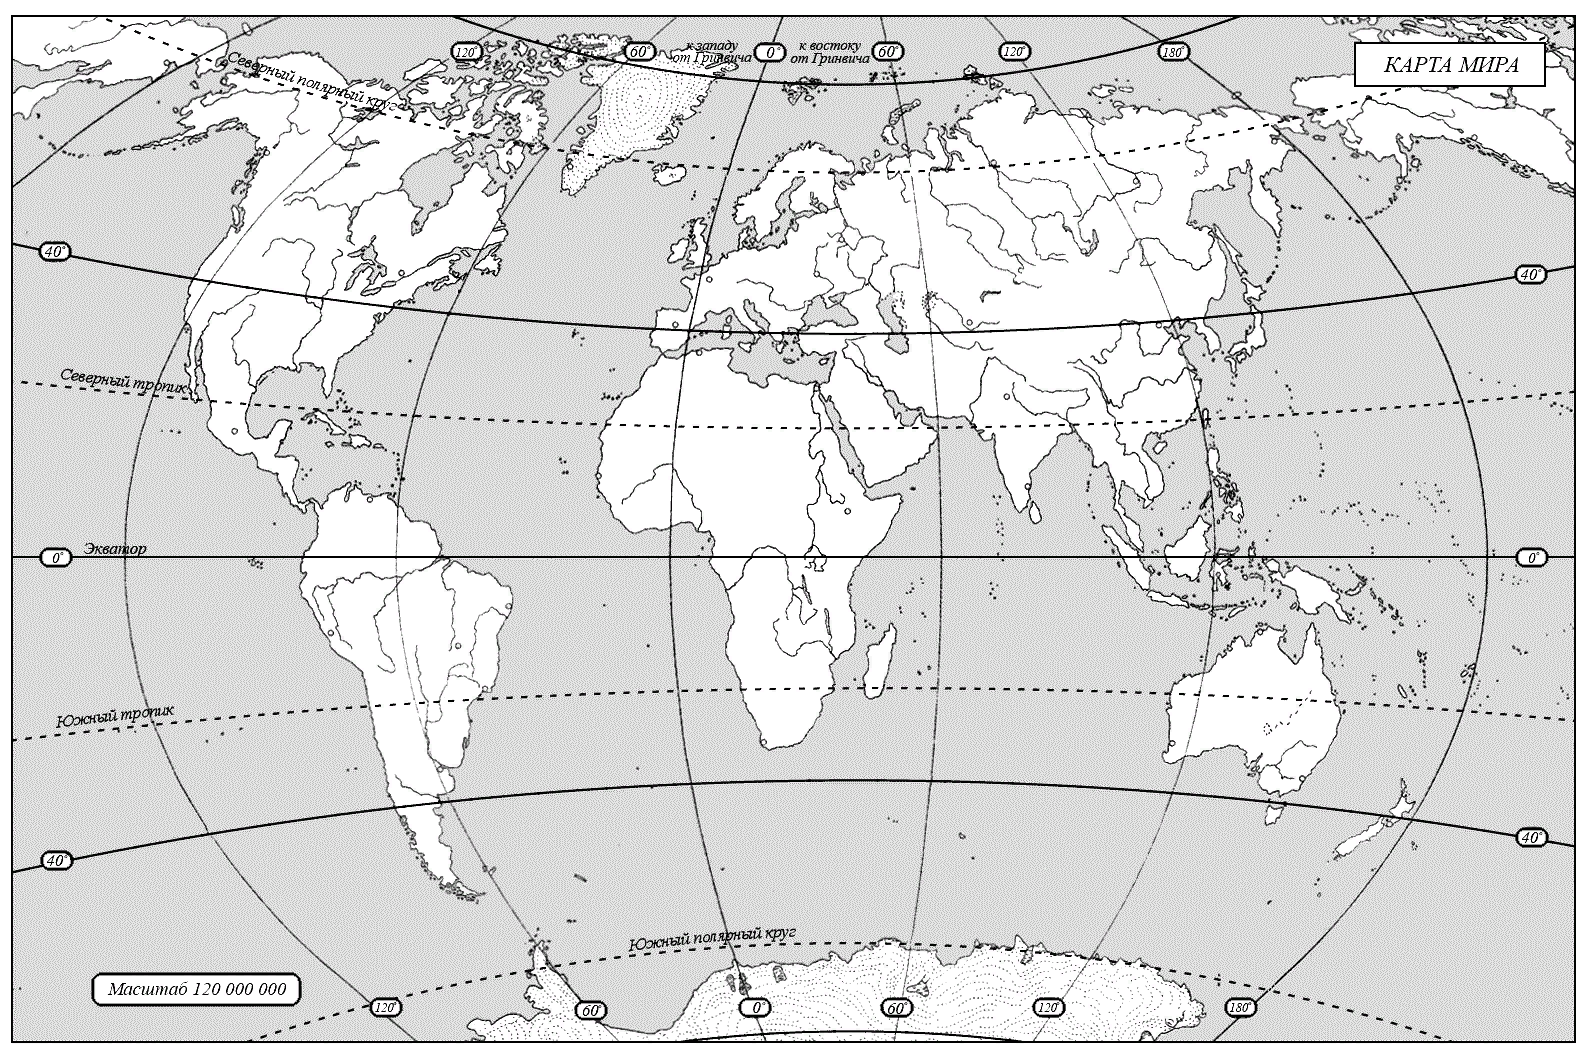 120°
60°
к западу
от Гринвича
0°
к востоку
от Гринвича
60°
120°
180°
КАРТА МИРА
Северный полярный круг
40°
40°
Северный тропик
0°
Экватор
0°
Южный тропик
40°
40°
Южный полярный круг
Масштаб 120 000 000
120°
60°
0°
60°
120°
180°